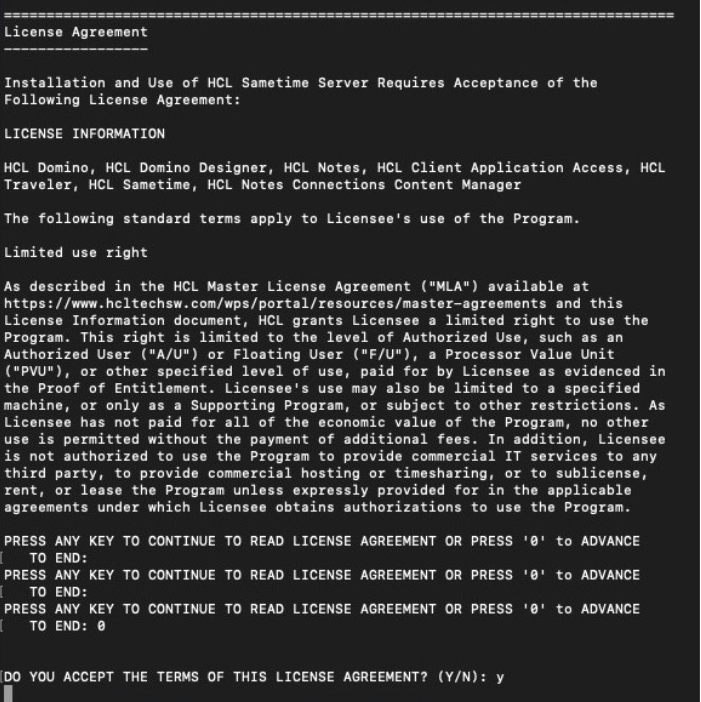 ===============================================================================
License Agreement
-----------------
Installation and Use of HCL Sametime Server Requires Acceptance of the
Following License Agreement:
LICENSE INFORMATION
HCL Domino, HCL Domino Designer, HCL Notes, HCL Client Application Access, HCL
Traveler, HCL Sametime, HCL Notes Connections Content Manager
The following standard terms apply to Licensee's use of the Program.
Limited use right
As described in the HCL Master License Agreement ("MLA") available at
https://www.hcltechsw.com/wps/portal/resources/master-agreements and this
License Information document, HCL grants Licensee a limited right to use the
Program. This right is limited to the level of Authorized Use, such as an
Authorized User ("A/U") or Floating User ("F/U"), a Processor Value Unit
("PVU"), or other specified level of use, paid for by Licensee as evidenced in
the Proof of Entitlement. Licensee's use may also be limited to a specified
machine, or only as a Supporting Program, or subject to other restrictions. As
Licensee has not paid for all of the economic value of the Program, no other
use is permitted without the payment of additional fees. In addition, Licensee
is not authorized to use the Program to provide commercial IT services to any
third party, to provide commercial hosting or timesharing, or to sublicense,
rent, or lease the Program unless expressly provided for in the applicable
agreements under which Licensee obtains authorizations to use the Program.
PRESS ANY KEY TO CONTINUE TO READ LICENSE AGREEMENT OR PRESS '0' to ADVANCE
[   TO END:
PRESS ANY KEY TO CONTINUE TO READ LICENSE AGREEMENT OR PRESS '0' to ADVANCE
[   TO END:
PRESS ANY KEY TO CONTINUE TO READ LICENSE AGREEMENT OR PRESS '0' to ADVANCE
[   TO END: 0
[DO YOU ACCEPT THE TERMS OF THIS LICENSE AGREEMENT? (Y/N): y